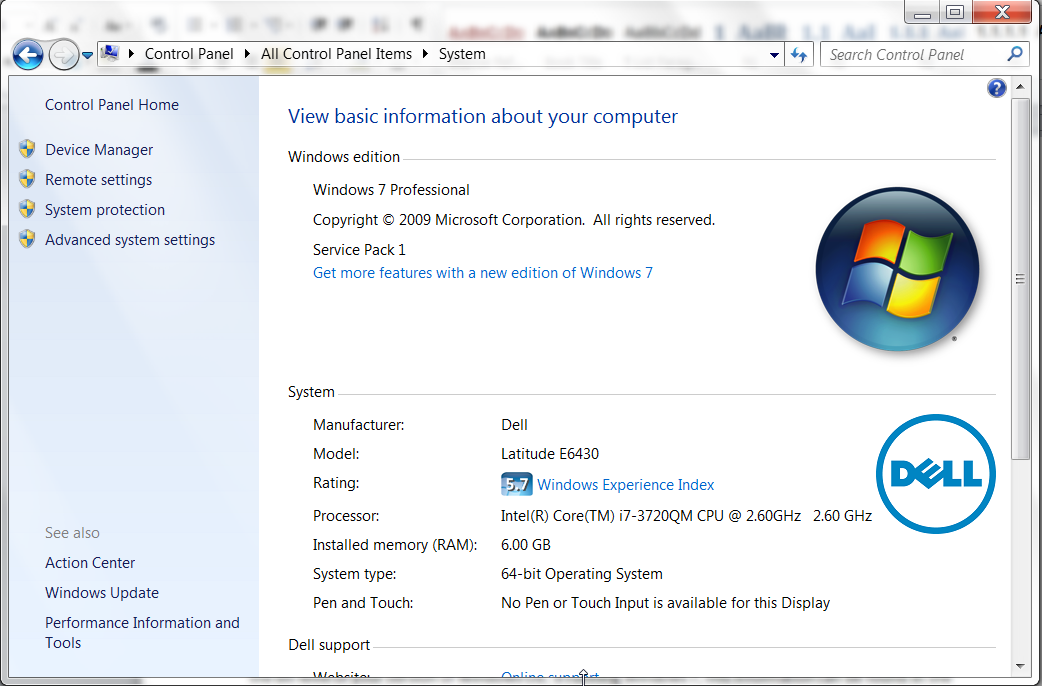 Control Panel All Control Panel Items System
Search Control Panel
Control Panel Home
Device Manager
Remote settings
System protection
Advanced system settings
See also
Action Center
Windows Update
Performance Information and
Tools
View basic information about your computer
Windows edition
Windows 7 Professional
Copyright © 2009 Microsoft Corporation.  All rights reserved.
Service Pack 1
Get more features with a new edition of Windows 7
System
Manufacturer: Dell
Model: Latitude E6430
Rating: 5.7 Windows Experience Index
Processor: Intel(R) Core(TM) i7-3720QM CPU @ 2.60GHz   2.60 GHz
Installed memory (RAM): 6.00 GB
System type: 64-bit Operating System
Pen and Touch: No Pen or Touch Input is available for this Display
DELL
Dell support
Website: Online support